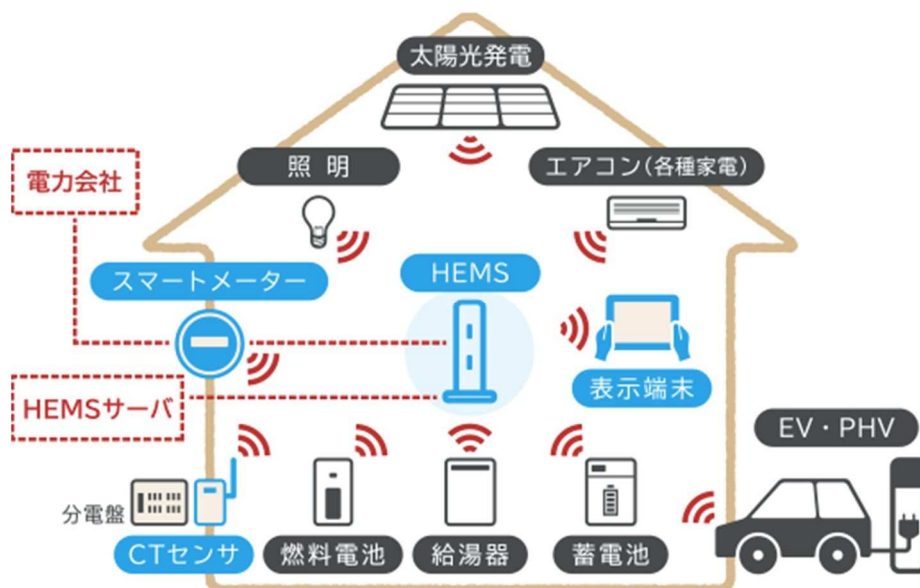 太陽光発電
照明
エアコン(各種家電)
電力会社
スマートメーター
HEMS
HEMSサーバ
表示端末
EV・PHV
分電盤
CTセンサ
燃料電池
給湯器
蓄電池